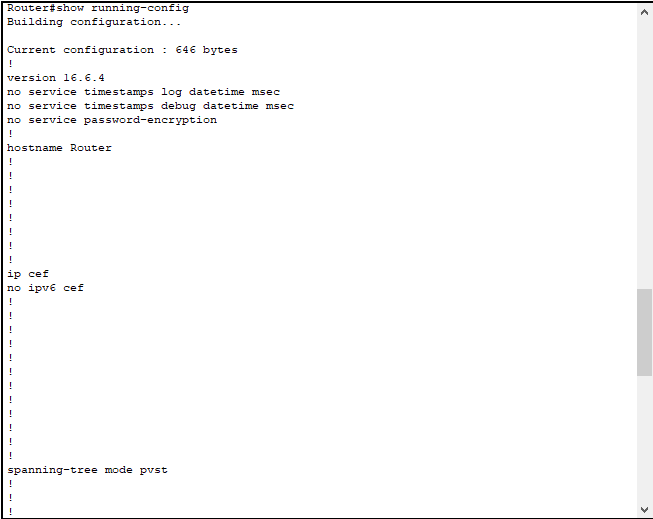 Router#show running-config
Building configuration...

Current configuration : 646 bytes
!
version 16.6.4
no service timestamps log datetime msec
no service timestamps debug datetime msec
no service password-encryption
!
hostname Router
!
!
!
!
!
!
!
!
ip cef
no ipv6 cef
!
!
!
!
!
!
!
!
!
!
!
!
spanning-tree mode pvst
!
!
!